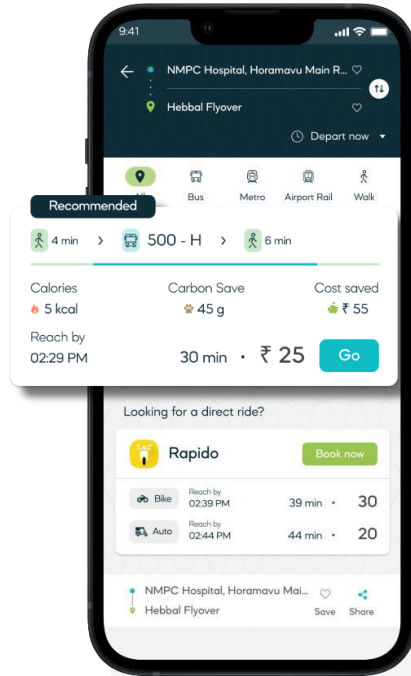 9:41
NMPC Hospital, Horamavu Main R...
Hebbal Flyover
Depart now
Bus Metro Airport Rail Walk
Recommended
4 min > 500 - H > 6 min
Calories Carbon Save Cost saved
5 kcal 45 g ₹ 55
Reach by
02:29 PM 30 min · ₹ 25 Go
Looking for a direct ride?
Rapido Book now
Bike Reach by
02:39 PM 39 min · 30
Auto Reach by
02:44 PM 44 min · 20
NMPC Hospital, Horamavu Mai...
Hebbal Flyover Save Share